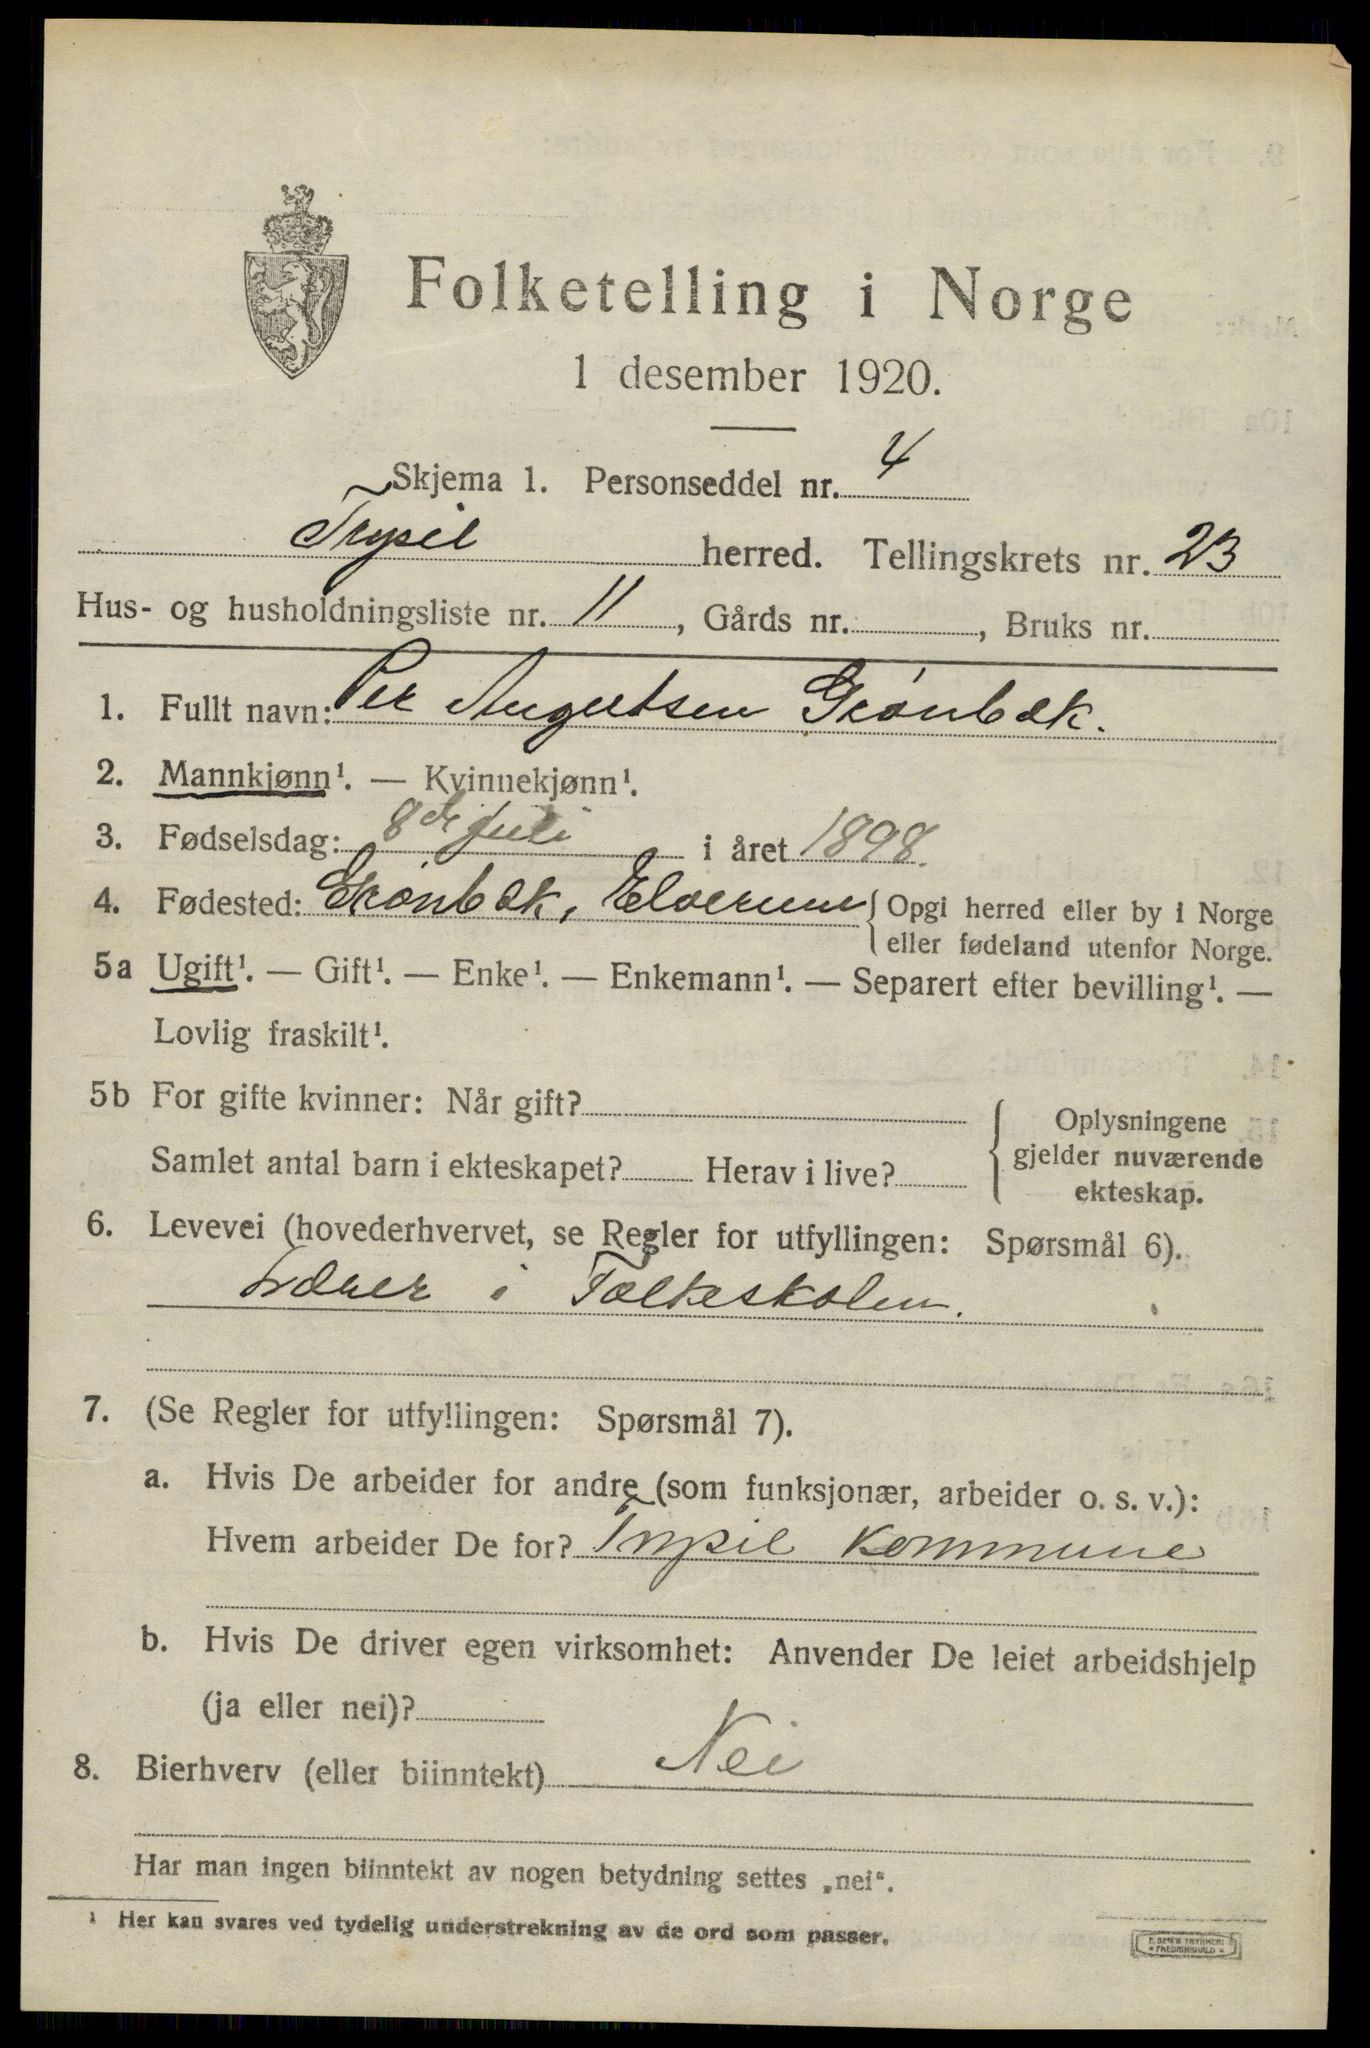 Folketelling i Norge
1 desember 1920.
Skjema 1. Personseddel nr. 4
Trysil herred. Tellingskrets nr. 23
Hus- og husholdningsliste nr. 11, Gårds nr. , Bruks nr.
1. Fullt navn: Per Grönbæk.
2. Mannkjønn¹. — Kvinnekjønn¹.
3. Fødselsdag: 8de juli i året 1898.
4. Fødested: Grönbæk, Elverum { Opgi herred eller by i Norge
eller fødeland utenfor Norge.
5a Ugift¹. — Gift¹. — Enke¹. — Enkemann¹. — Separert efter bevilling¹. —
Lovlig fraskilt¹.
5b For gifte kvinner: Når gift?
Samlet antal barn i ekteskapet? Herav i live?
Oplysningene
gjelder nuværende
ekteskap.
6. Levevei (hovederhvervet, se Regler for utfyllingen: Spørsmål 6).
Lærer i Folkeskolen.
7. (Se Regler for utfyllingen: Spørsmål 7).
a. Hvis De arbeider for andre (som funksjonær, arbeider o. s. v.):
Hvem arbeider De for? Trysil kommune
b. Hvis De driver egen virksomhet: Anvender De leiet arbeidshjelp
(ja eller nei)?
8. Bierhverv (eller biinntekt) Nei
Har man ingen biinntekt av nogen betydning settes „nei“.
¹ Her kan svares ved tydelig understrekning av de ord som passer.